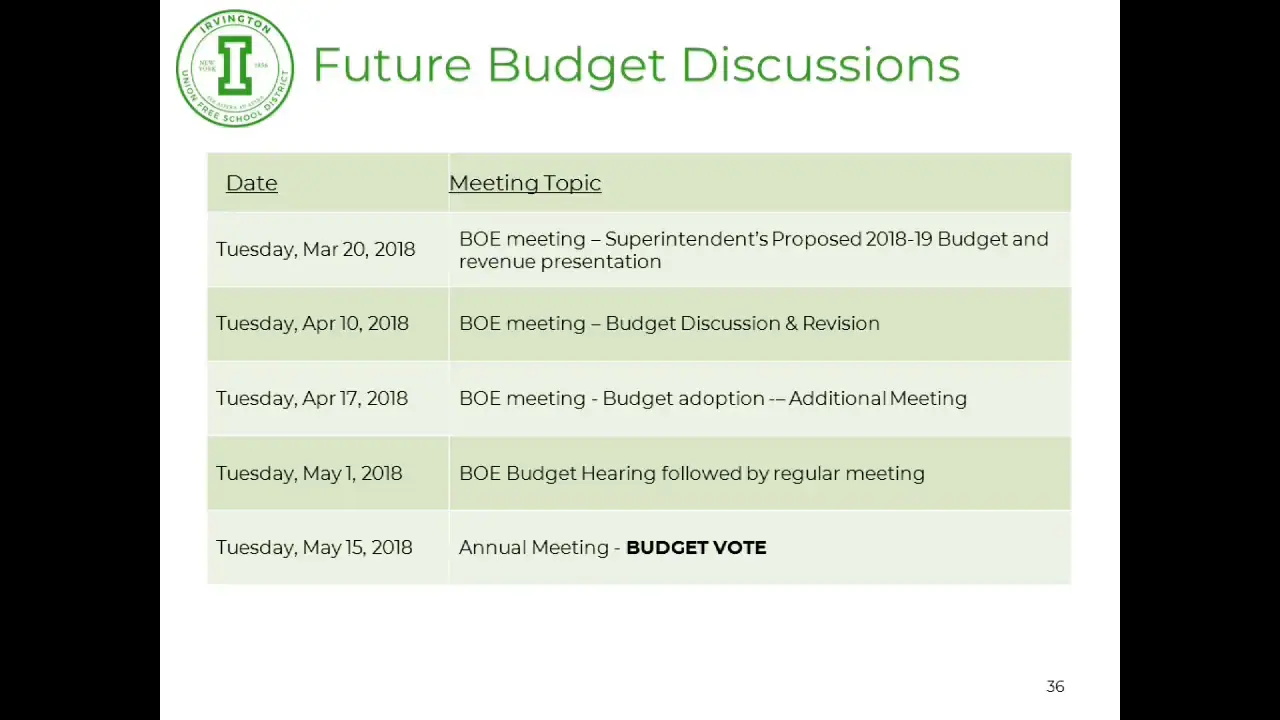 IRVINGTON
I
NEW YORK
UNION FREE SCHOOL DISTRICT
Future Budget Discussions
Date Meeting Topic
Tuesday, Mar 20, 2018 BOE meeting – Superintendent's Proposed 2018-19 Budget and
revenue presentation
Tuesday, Apr 10, 2018 BOE meeting – Budget Discussion & Revision
Tuesday, Apr 17, 2018 BOE meeting - Budget adoption -– Additional Meeting
Tuesday, May 1, 2018 BOE Budget Hearing followed by regular meeting
Tuesday, May 15, 2018 Annual Meeting - BUDGET VOTE
36